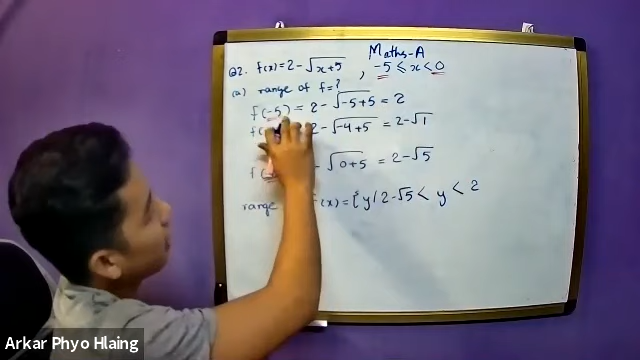 Maths-A
Q2. f(x) = 2 - √x+5 , -5 ≤ x < 0
(a) range of f = ?
f(-5) = 2 - √-5+5 = 2
f( 2 - √-4+5 = 2-√1
f( - √0+5 = 2-√5
range f(x) = { y / 2-√5 < y < 2
Arkar Phyo Hlaing